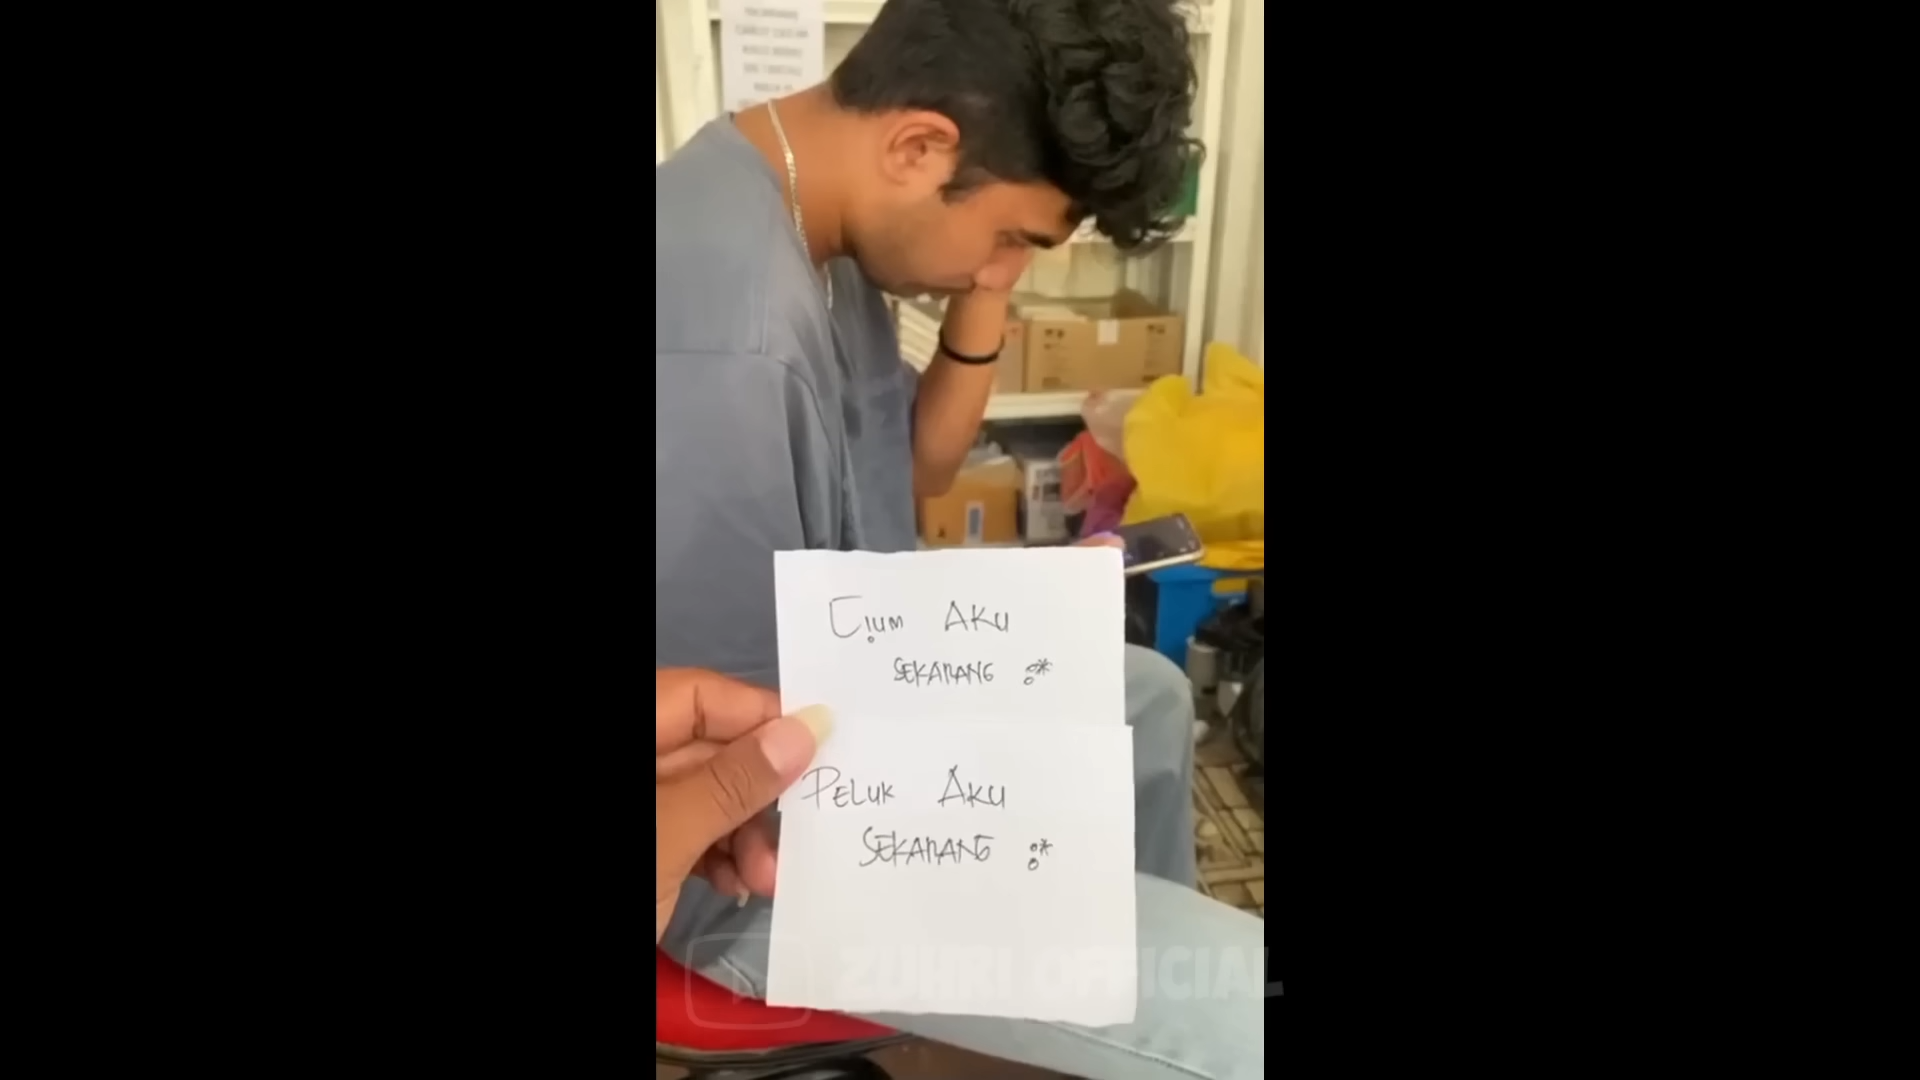 CIUM AKU
SEKARANG :*
PELUK AKU
SEKARANG :*
ZUHRI OFFICIAL